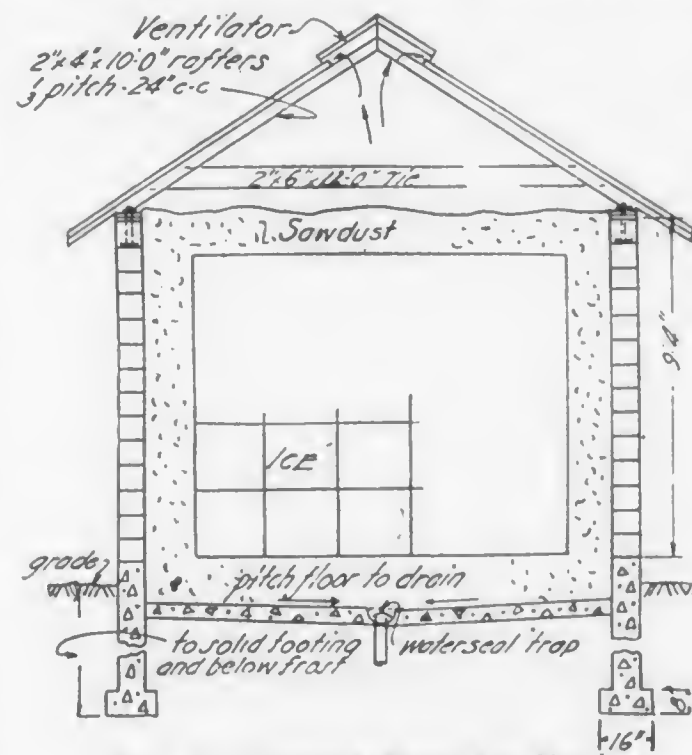 Ventilator
2"x4"x10'-0" rafters
1/3 pitch-24" c-c
2"x6"x12'-0" Tie
Sawdust
9'-4"
ICE
grade
pitch floor to drain
to solid footing
and below frost
waterseal trap
8"
16"